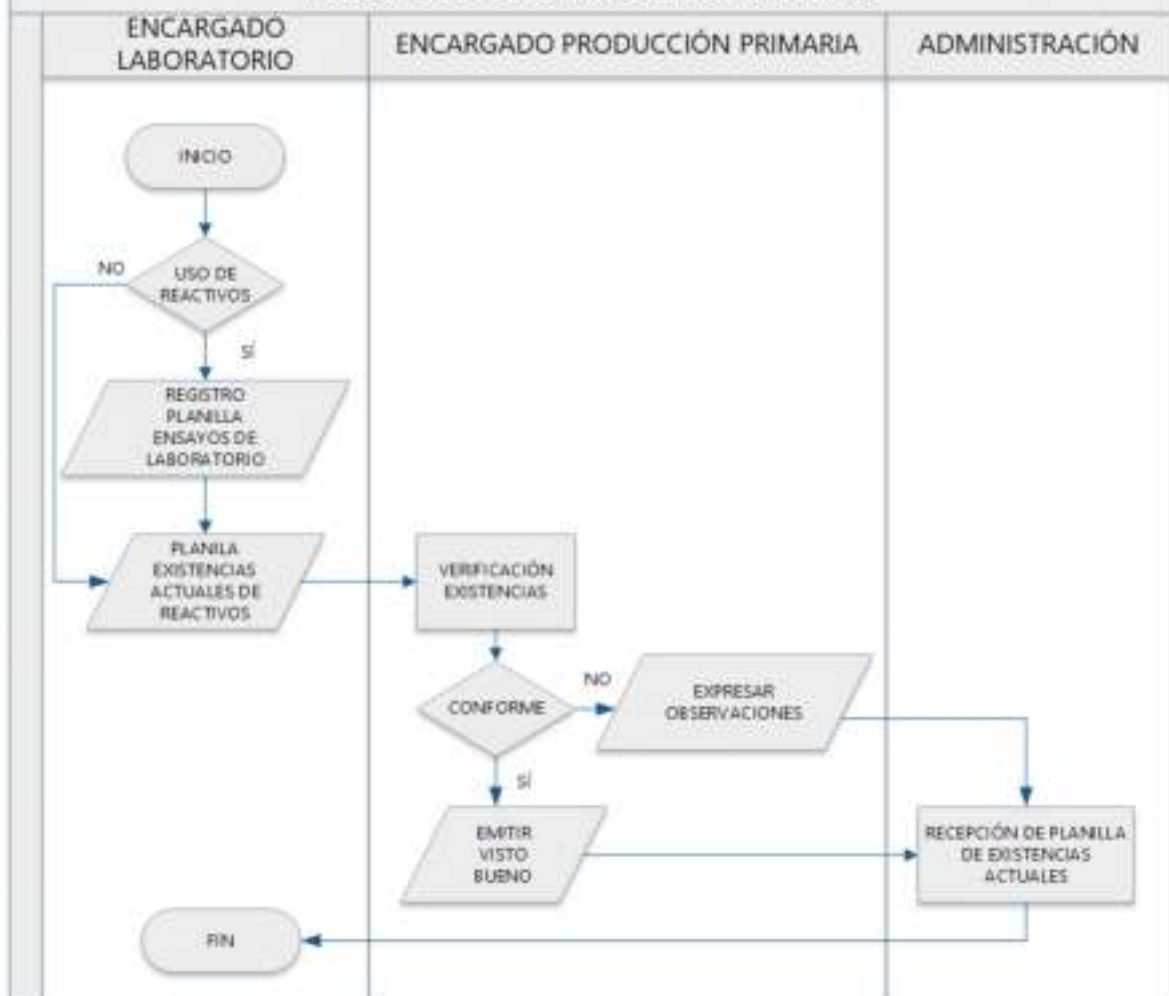 ENCARGADO
LABORATORIO
ENCARGADO PRODUCCIÓN PRIMARIA
ADMINISTRACIÓN
INICIO
NO
USO DE
REACTIVOS
SÍ
REGISTRO
PLANILLA
ENSAYOS DE
LABORATORIO
PLANILA
EXISTENCIAS
ACTUALES DE
REACTIVOS
VERIFICACIÓN
EXISTENCIAS
CONFORME
NO
EXPRESAR
OBSERVACIONES
SÍ
EMITIR
VISTO
BUENO
RECEPCIÓN DE PLANILLA
DE EXISTENCIAS
ACTUALES
FIN